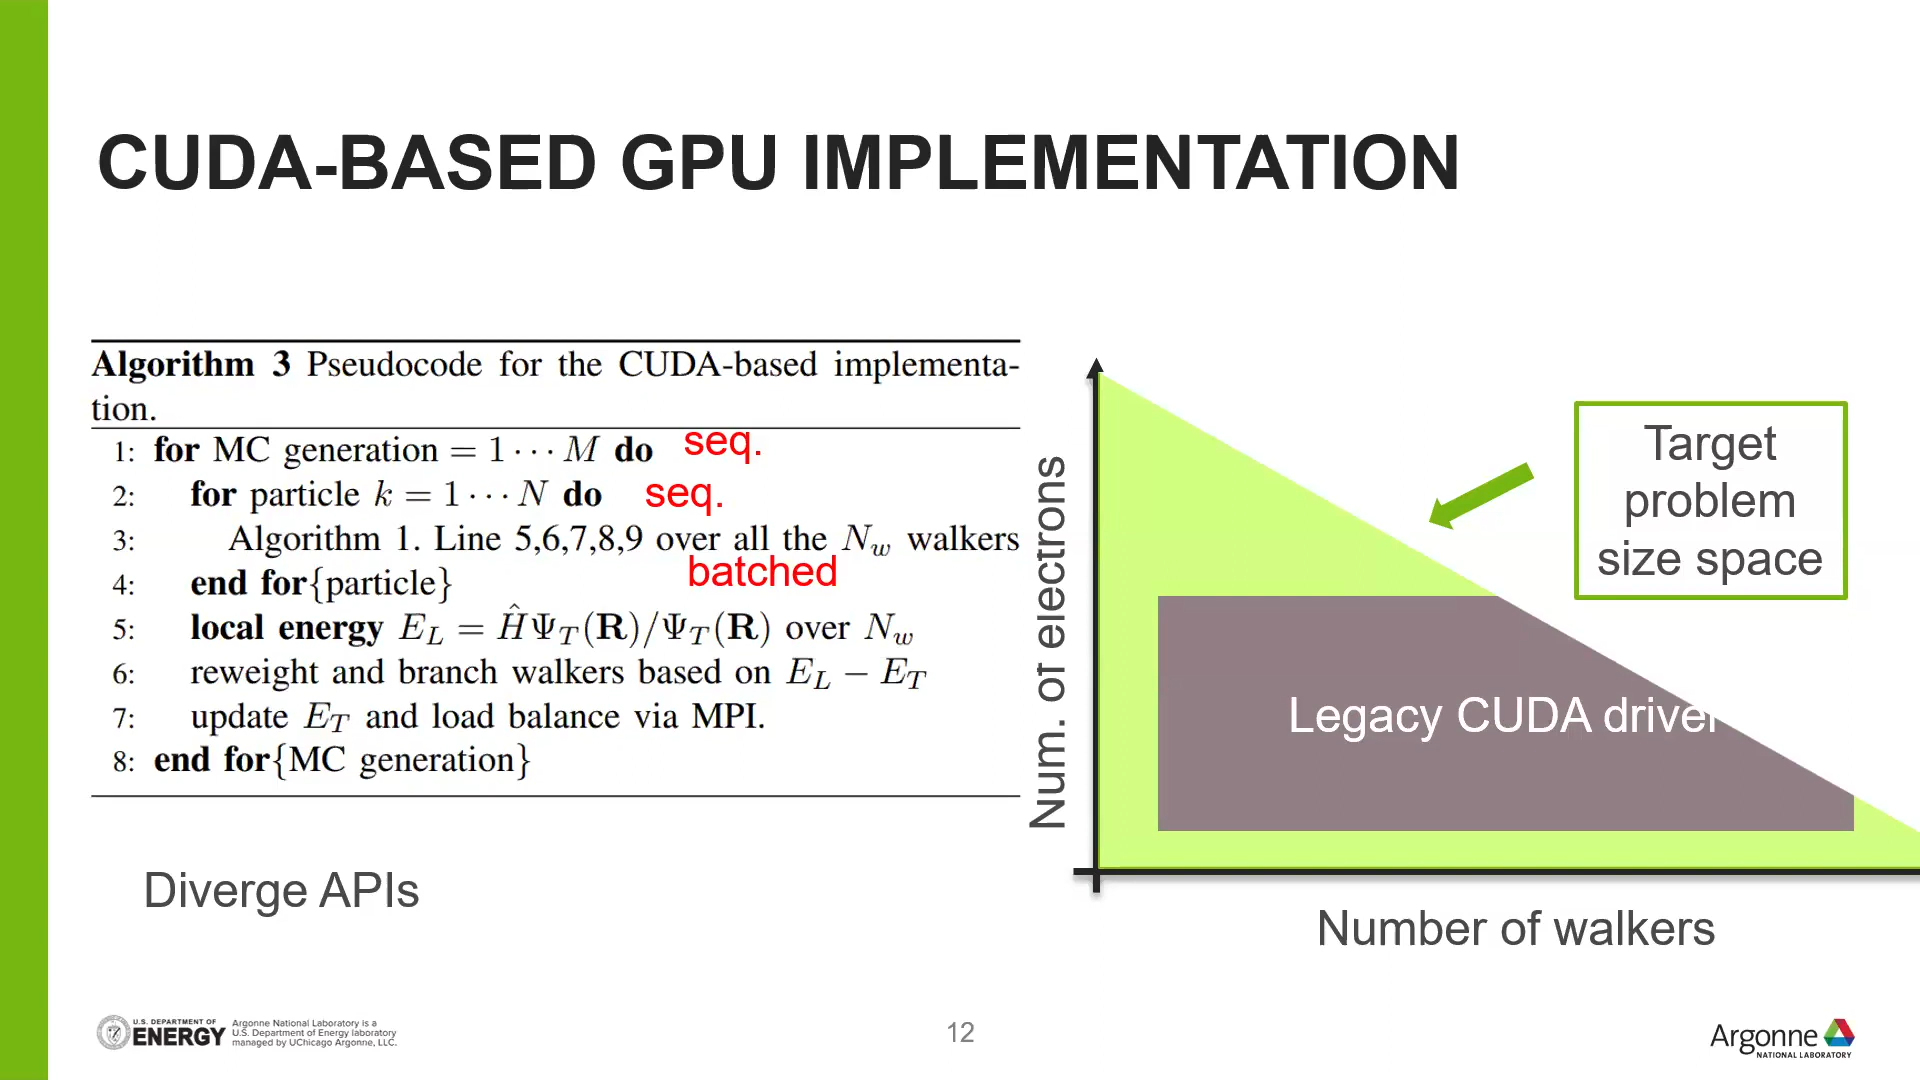 CUDA-BASED GPU IMPLEMENTATION
Algorithm 3 Pseudocode for the CUDA-based implementa-
tion.
1: for MC generation = 1 ⋯ M do seq.
2: for particle k = 1 ⋯ N do seq.
3: Algorithm 1. Line 5,6,7,8,9 over all the N_w walkers
batched
4: end for{particle}
5: local energy E_L = ĤΨ_T(R)/Ψ_T(R) over N_w
6: reweight and branch walkers based on E_L − E_T
7: update E_T and load balance via MPI.
8: end for{MC generation}
Diverge APIs
Num. of electrons
Target
problem
size space
Legacy CUDA driver
Number of walkers
U.S. DEPARTMENT OF
ENERGY
Argonne National Laboratory is a
U.S. Department of Energy laboratory
managed by UChicago Argonne, LLC.
12
Argonne
NATIONAL LABORATORY